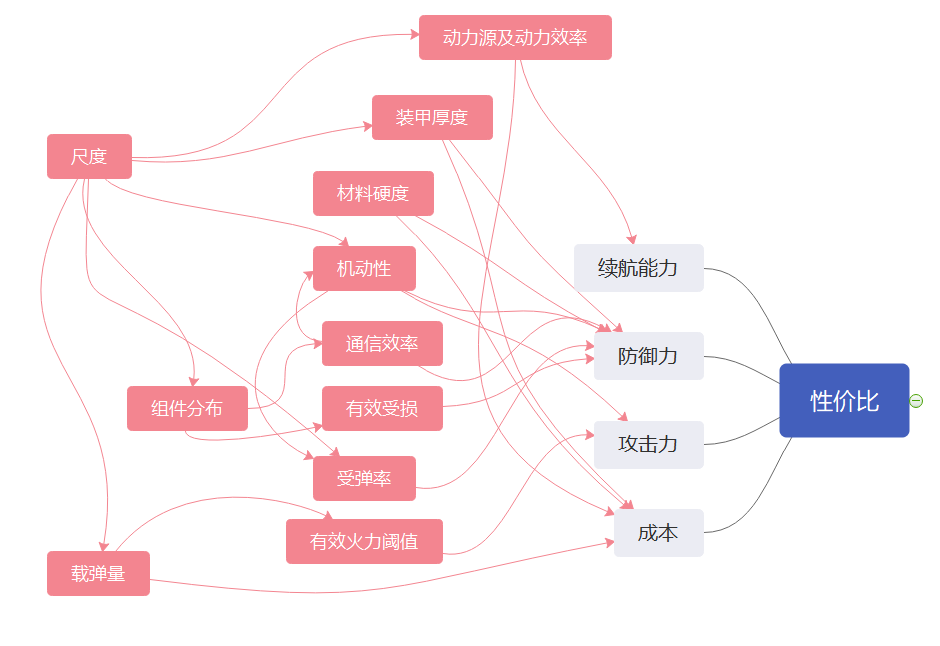 动力源及动力效率
装甲厚度
尺度
材料硬度
机动性
续航能力
通信效率
防御力
组件分布
有效受损
性价比
攻击力
受弹率
有效火力阈值
成本
载弹量